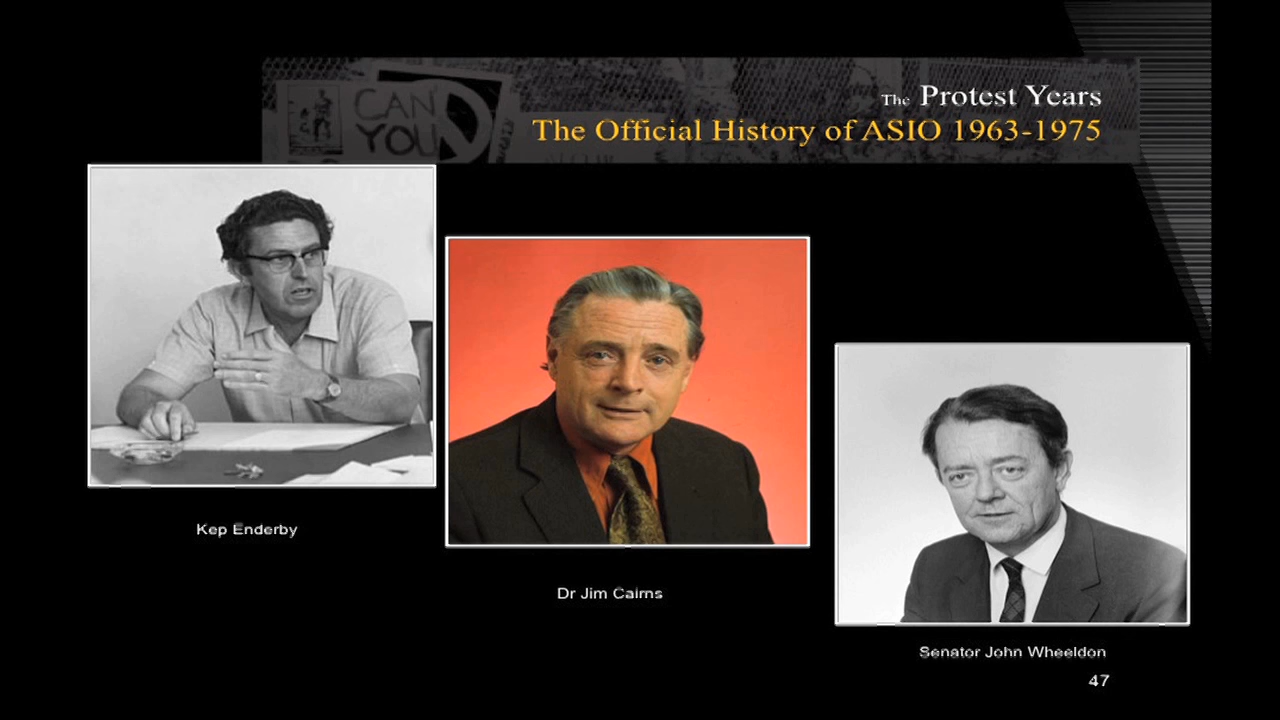 CAN
YOU
The Protest Years
The Official History of ASIO 1963-1975
Kep Enderby
Dr Jim Cairns
Senator John Wheeldon
47